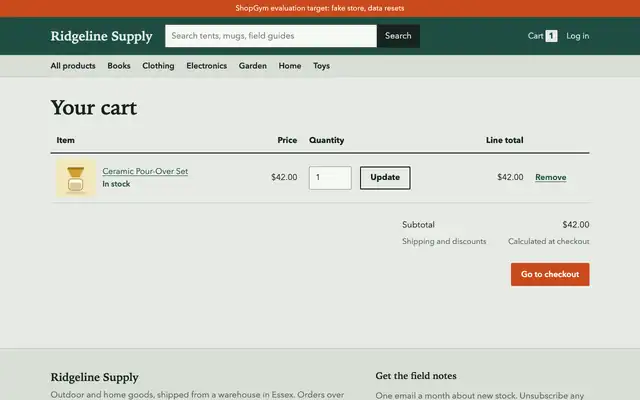 ShopGym evaluation target: fake store, data resets
Ridgeline Supply
Search tents, mugs, field guides
Search
Cart 1
Log in
All products Books Clothing Electronics Garden Home Toys
Your cart
Item Price Quantity Line total
Ceramic Pour-Over Set
In stock
$42.00 1 Update $42.00 Remove
Subtotal $42.00
Shipping and discounts Calculated at checkout
Go to checkout
Ridgeline Supply
Outdoor and home goods, shipped from a warehouse in Essex. Orders over
Get the field notes
One email a month about new stock. Unsubscribe any